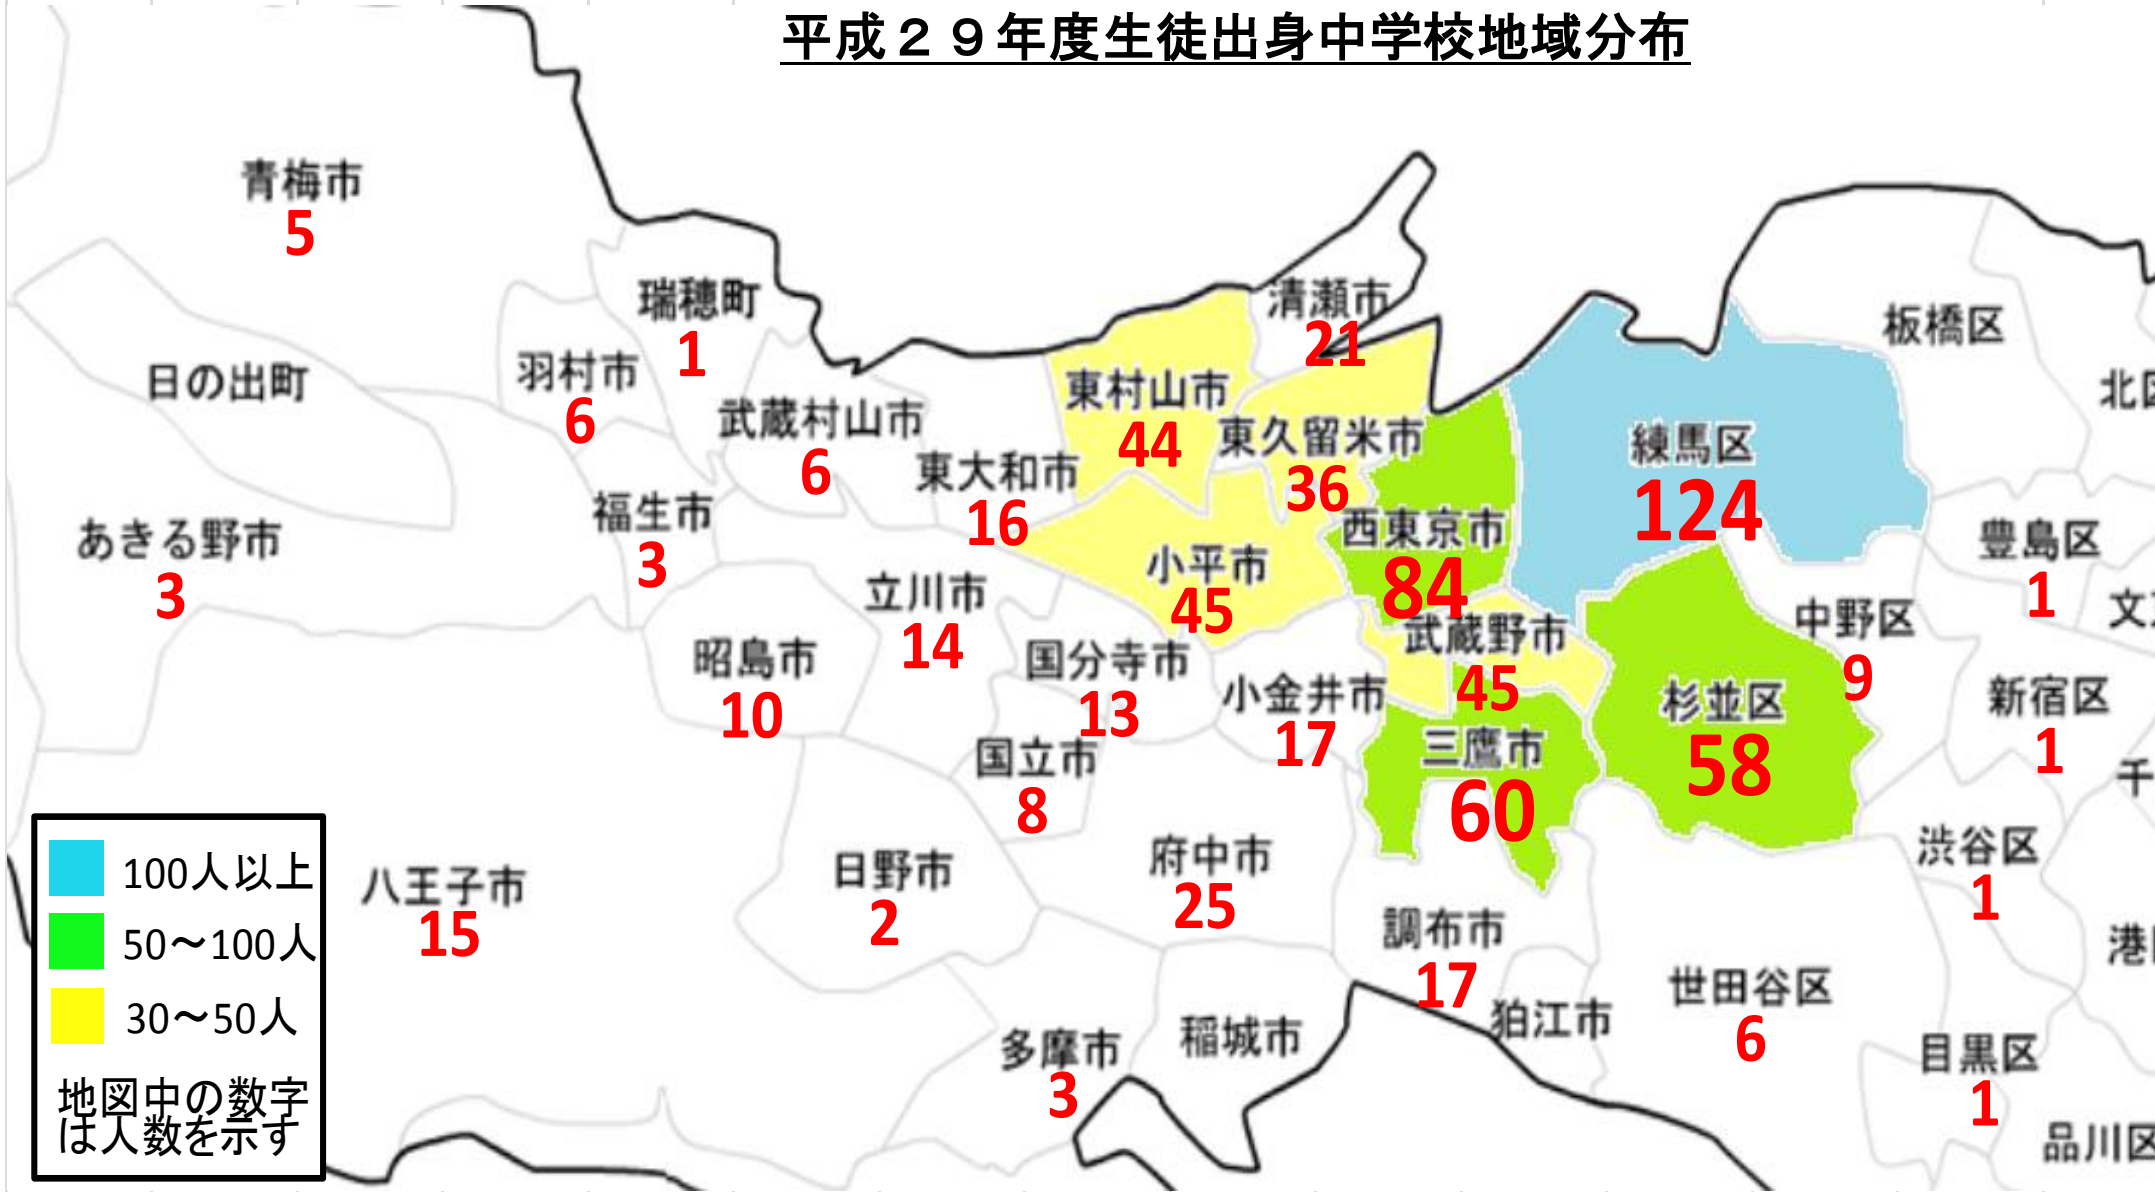 平成２９年度生徒出身中学校地域分布
青梅市
5
瑞穂町
1
清瀬市
21
板橋区
日の出町
羽村市
6
武蔵村山市
6
東大和市
16
東村山市
44
東久留米市
36
練馬区
124
あきる野市
3
福生市
3
立川市
14
小平市
45
西東京市
84
豊島区
1
昭島市
10
国分寺市
13
小金井市
17
武蔵野市
45
中野区
9
国立市
8
三鷹市
60
杉並区
58
新宿区
1
八王子市
15
日野市
2
府中市
25
調布市
17
渋谷区
1
多摩市
3
稲城市
狛江市
世田谷区
6
目黒区
1
品川区
100人以上
50～100人
30～50人
地図中の数字
は人数を示す